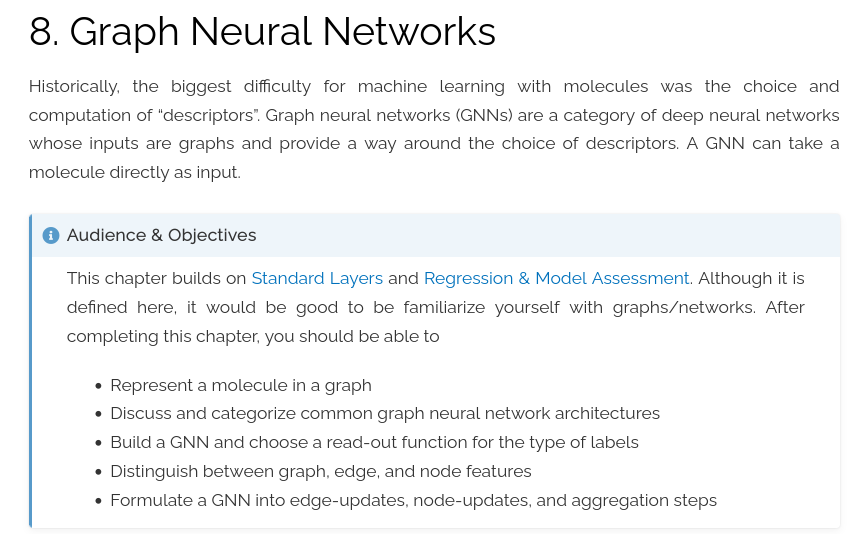 8. Graph Neural Networks
Historically, the biggest difficulty for machine learning with molecules was the choice and
computation of “descriptors”. Graph neural networks (GNNs) are a category of deep neural networks
whose inputs are graphs and provide a way around the choice of descriptors. A GNN can take a
molecule directly as input.
Audience & Objectives
This chapter builds on Standard Layers and Regression & Model Assessment. Although it is
defined here, it would be good to be familiarize yourself with graphs/networks. After
completing this chapter, you should be able to
• Represent a molecule in a graph
• Discuss and categorize common graph neural network architectures
• Build a GNN and choose a read-out function for the type of labels
• Distinguish between graph, edge, and node features
• Formulate a GNN into edge-updates, node-updates, and aggregation steps